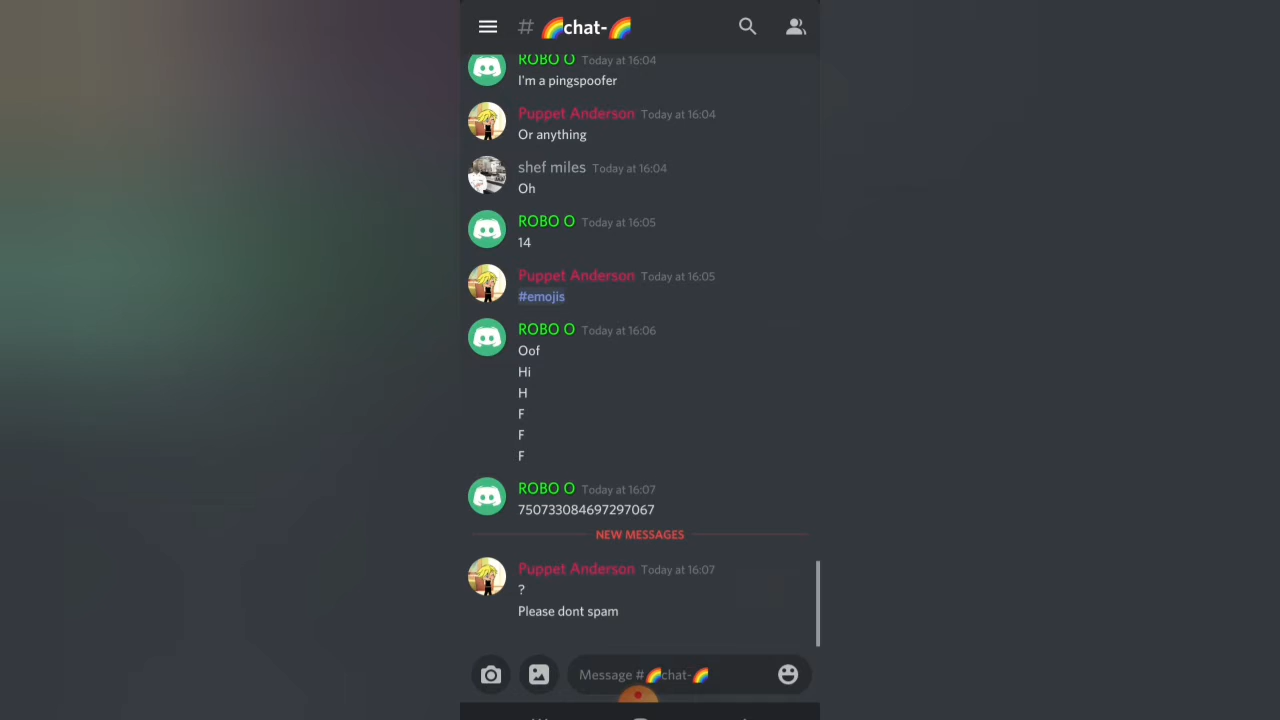 # 🌈chat-🌈
ROBO O Today at 16:04
I'm a pingspoofer
Puppet Anderson Today at 16:04
Or anything
shef miles Today at 16:04
Oh
ROBO O Today at 16:05
14
Puppet Anderson Today at 16:05
#emojis
ROBO O Today at 16:06
Oof
Hi
H
F
F
F
ROBO O Today at 16:07
750733084697297067
NEW MESSAGES
Puppet Anderson Today at 16:07
?
Please dont spam
Message #🌈chat-🌈